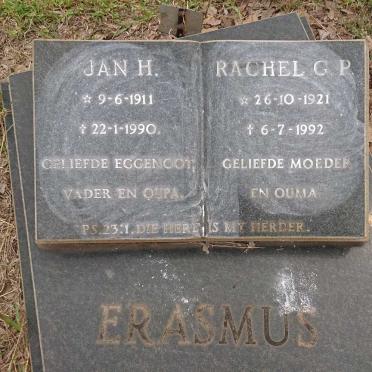 JAN H.
☆ 9-6-1911
† 22-1-1990.
GELIEFDE EGGENOOT
VADER EN OUPA.
RACHEL G.P.
☆ 26-10-1921
† 6-7-1992
GELIEFDE MOEDER
EN OUMA.
PS. 23:1. DIE HERE IS MY HERDER.
ERASMUS